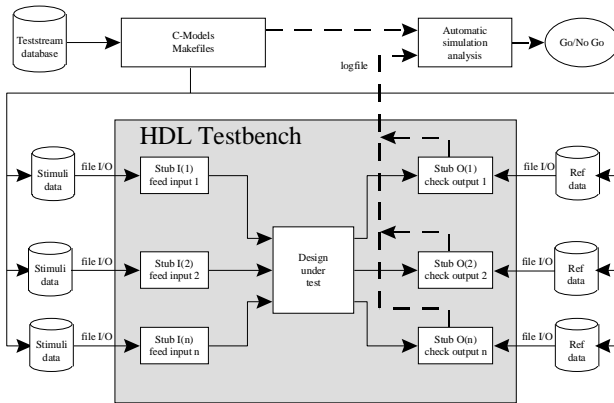 Teststream
database
C-Models
Makefiles
Automatic
simulation
analysis
Go/No Go
logfile
HDL Testbench
Stimuli
data
file I/O
Stub I(1)
feed input 1
Stub O(1)
check output 1
file I/O
Ref
data
Design
under
test
Stimuli
data
file I/O
Stub I(2)
feed input 2
Stub O(2)
check output 2
file I/O
Ref
data
Stimuli
data
file I/O
Stub I(n)
feed input n
Stub O(n)
check output n
file I/O
Ref
data